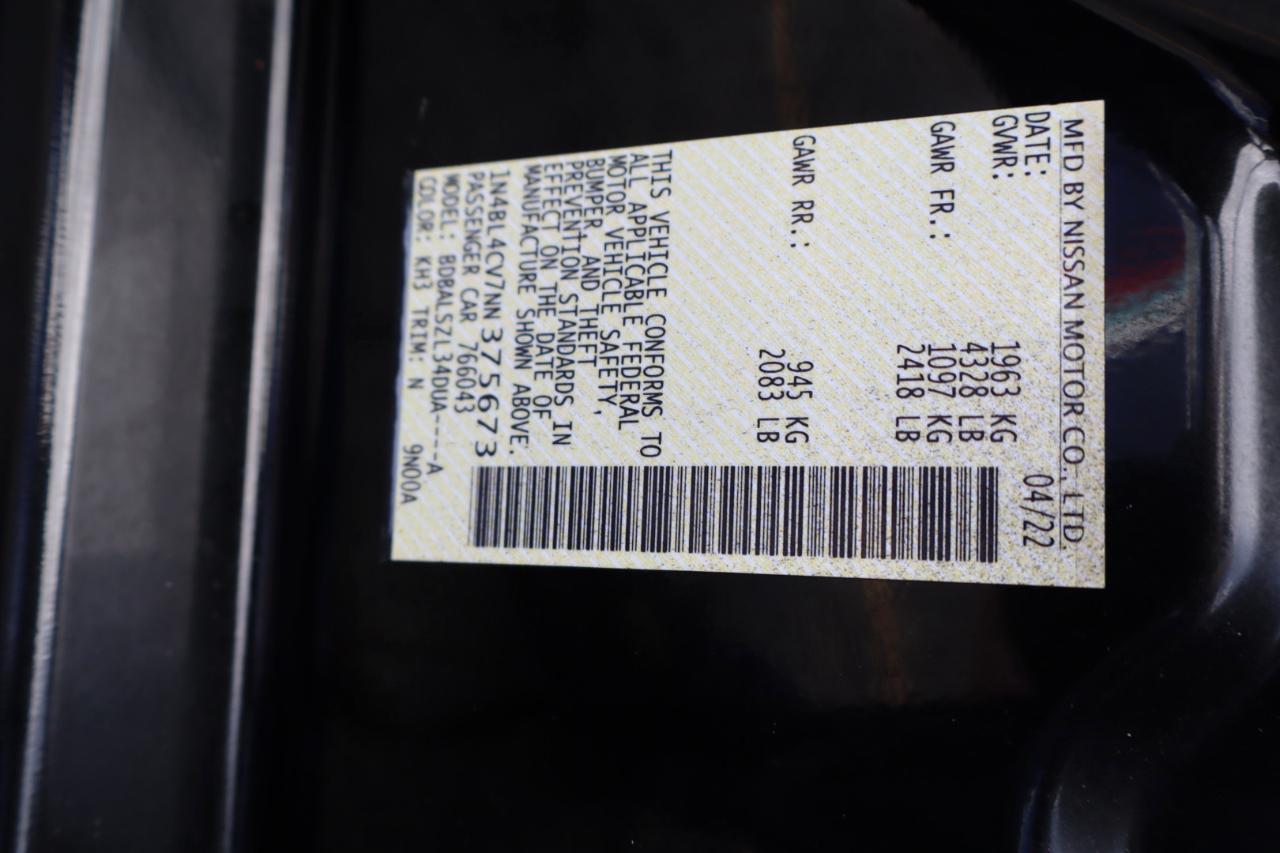 MFD BY NISSAN MOTOR CO., LTD.
DATE: 04/22
GVWR: 1963 KG
4328 LB
GAWR FR.: 1097 KG
2418 LB
GAWR RR.: 945 KG
2083 LB
THIS VEHICLE CONFORMS TO
ALL APPLICABLE FEDERAL
MOTOR VEHICLE SAFETY,
BUMPER, AND THEFT
PREVENTION STANDARDS IN
EFFECT ON THE DATE OF
MANUFACTURE SHOWN ABOVE.
1N4BL4CV7NN375673
PASSENGER CAR 766043
MODEL: BDBALSZL34DUA----A
COLOR: KH3 TRIM: N 9N00A